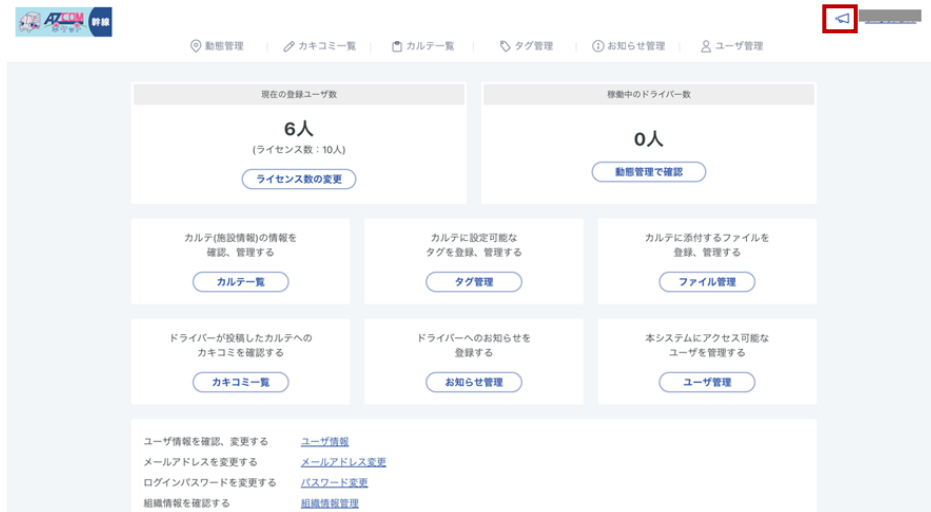 AZCOM
ロケット
幹線
動態管理
カキコミ一覧
カルテ一覧
タグ管理
お知らせ管理
ユーザ管理
現在の登録ユーザ数
6人
(ライセンス数：10人)
ライセンス数の変更
稼働中のドライバー数
0人
動態管理で確認
カルテ(施設情報)の情報を
確認、管理する
カルテ一覧
カルテに設定可能な
タグを登録、管理する
タグ管理
カルテに添付するファイルを
登録、管理する
ファイル管理
ドライバーが投稿したカルテへの
カキコミを確認する
カキコミ一覧
ドライバーへのお知らせを
登録する
お知らせ管理
本システムにアクセス可能な
ユーザを管理する
ユーザ管理
ユーザ情報を確認、変更する ユーザ情報
メールアドレスを変更する メールアドレス変更
ログインパスワードを変更する パスワード変更
組織情報を確認する 組織情報管理